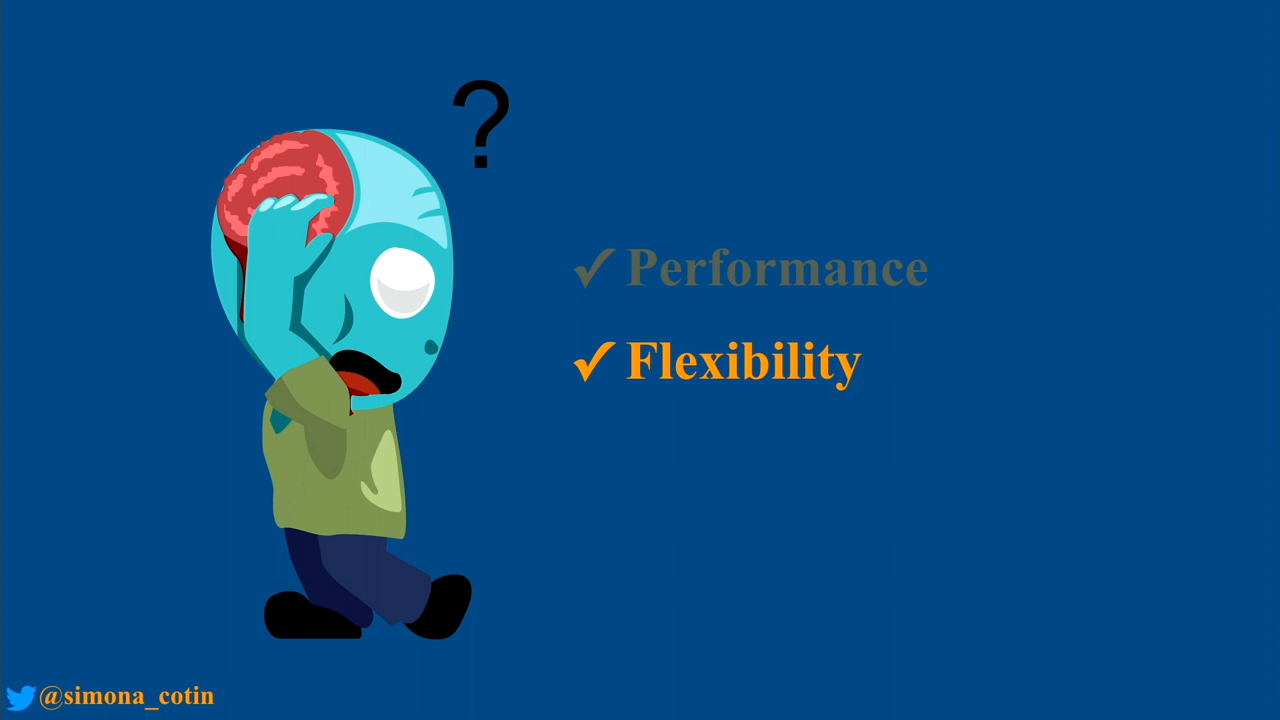 ?
✓ Performance
✓ Flexibility
@simona_cotin